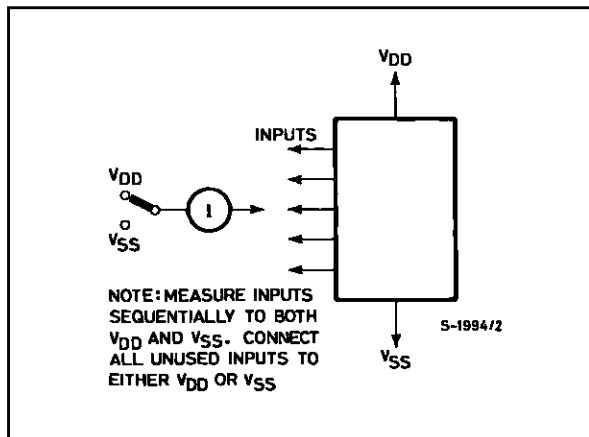 VDD
INPUTS
VDD
I
VSS
NOTE: MEASURE INPUTS
SEQUENTIALLY TO BOTH
VDD AND VSS. CONNECT
ALL UNUSED INPUTS TO
EITHER VDD OR VSS
S-1994/2
VSS